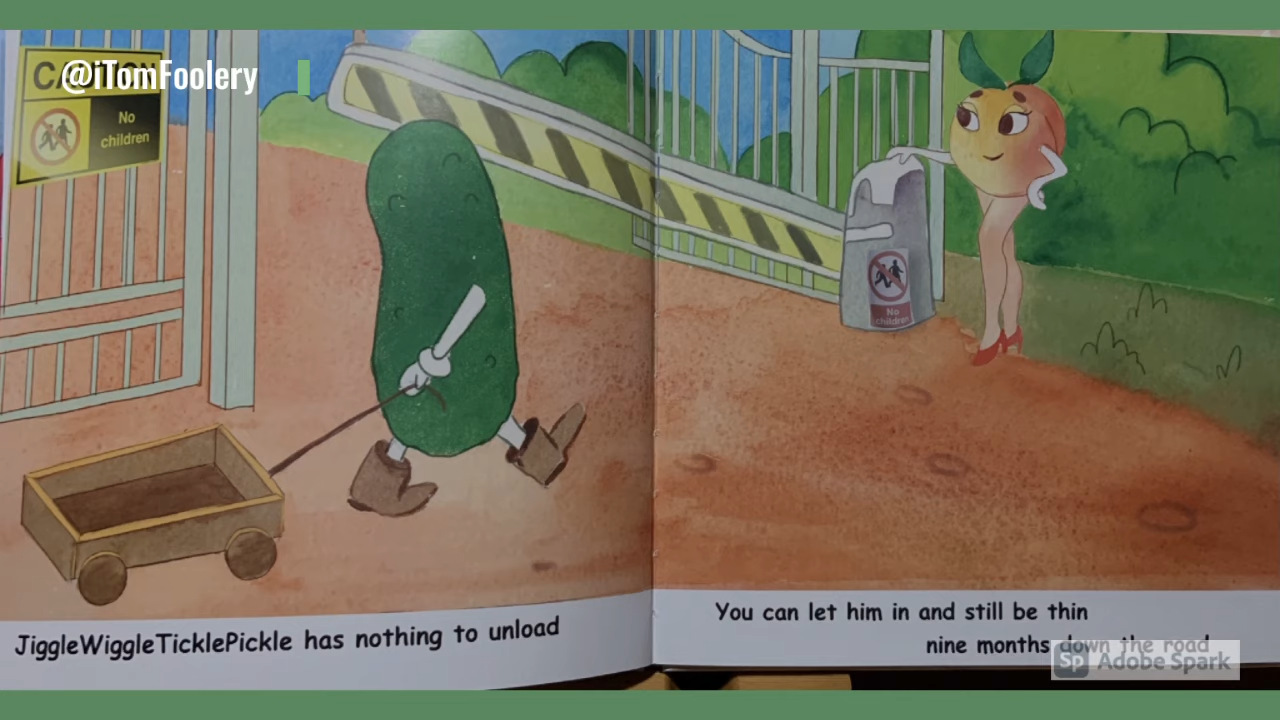 @iTomFoolery
No
children
No
children
JiggleWiggleTicklePickle has nothing to unload
You can let him in and still be thin
nine months down the road
Sp Adobe Spark